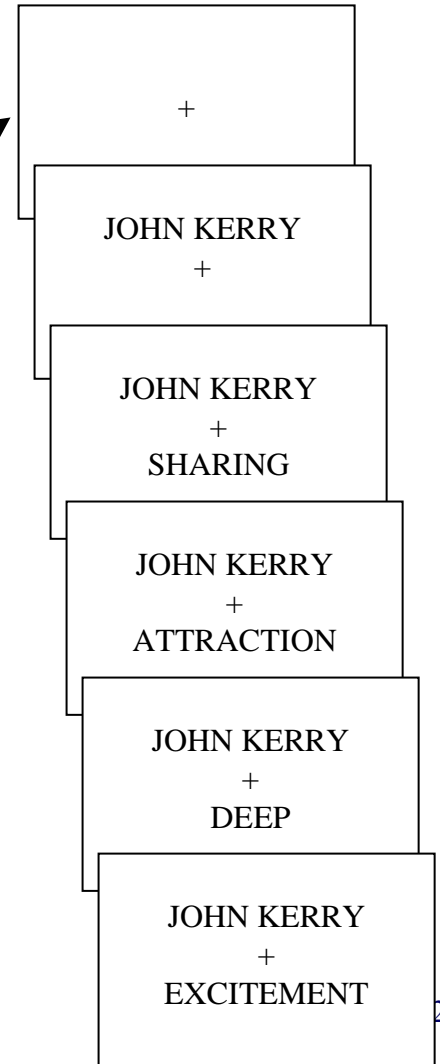 +
JOHN KERRY
+
JOHN KERRY
+
SHARING
JOHN KERRY
+
ATTRACTION
JOHN KERRY
+
DEEP
JOHN KERRY
+
EXCITEMENT